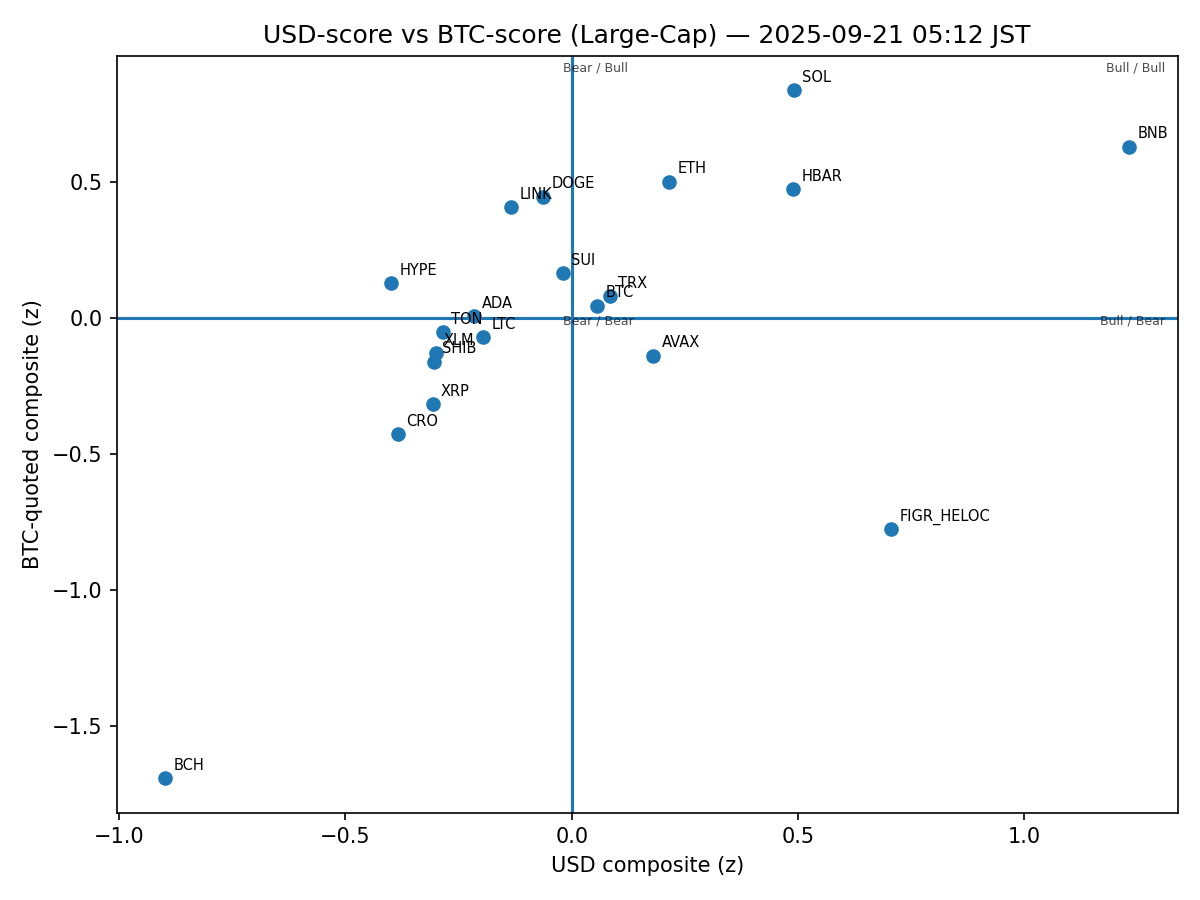 USD-score vs BTC-score (Large-Cap) — 2025-09-21 05:12 JST
Bear / Bull
Bull / Bull
SOL
BNB
ETH
HBAR
DOGE
LINK
SUI
HYPE
TRX
BTC
ADA
TON
LTC
Bear / Bear
Bull / Bear
XLM
SHIB
AVAX
XRP
CRO
FIGR_HELOC
BCH
0.5
0.0
−0.5
−1.0
−1.5
BTC-quoted composite (z)
−1.0
−0.5
0.0
0.5
1.0
USD composite (z)